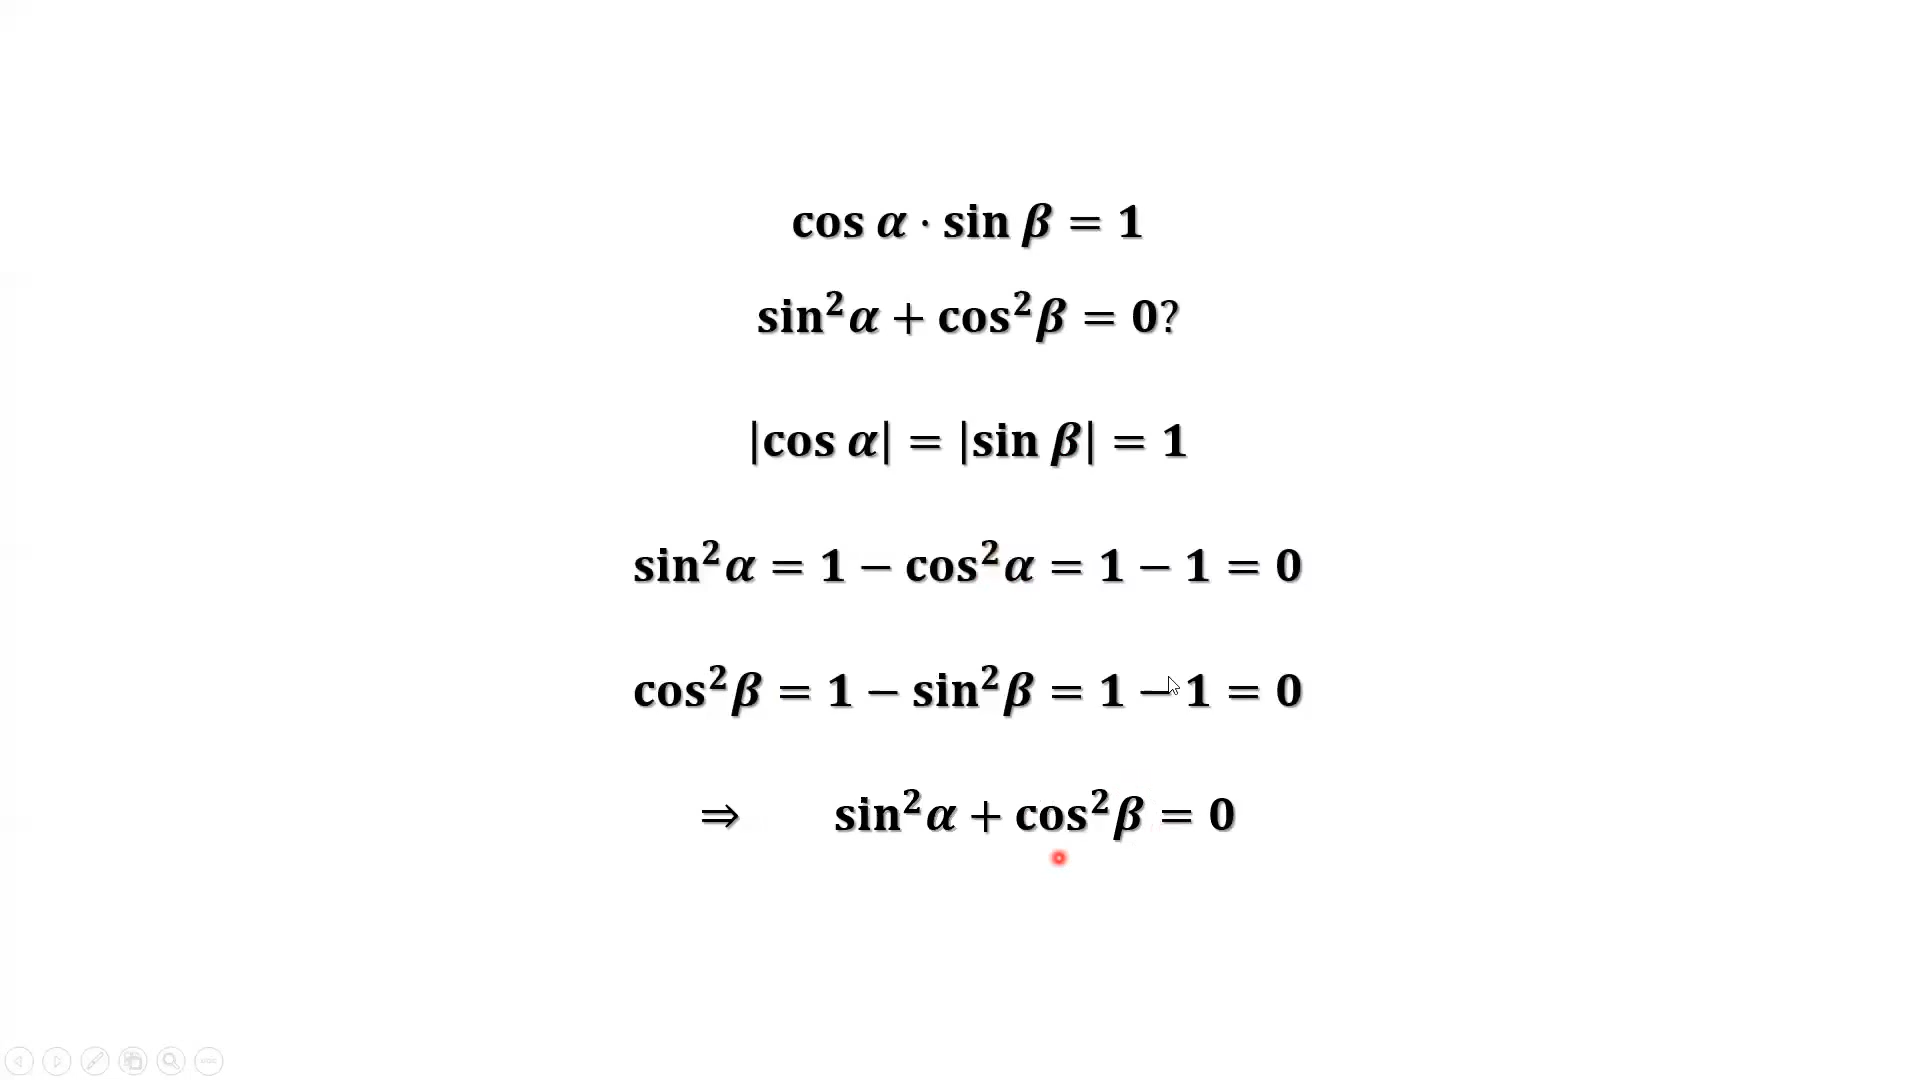 cos α · sin β = 1
sin²α + cos²β = 0?
|cos α| = |sin β| = 1
sin²α = 1 − cos²α = 1 − 1 = 0
cos²β = 1 − sin²β = 1 − 1 = 0
⇒ sin²α + cos²β = 0